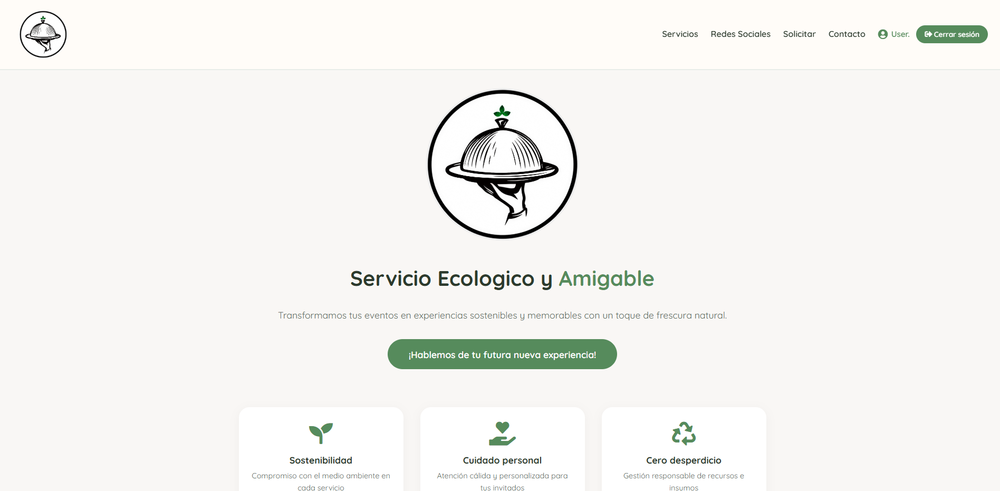 Servicios Redes Sociales Solicitar Contacto User. Cerrar sesión
Servicio Ecologico y Amigable
Transformamos tus eventos en experiencias sostenibles y memorables con un toque de frescura natural.
¡Hablemos de tu futura nueva experiencia!
Sostenibilidad
Compromiso con el medio ambiente en
cada servicio
Cuidado personal
Atención cálida y personalizada para
tus invitados
Cero desperdicio
Gestión responsable de recursos e
insumos